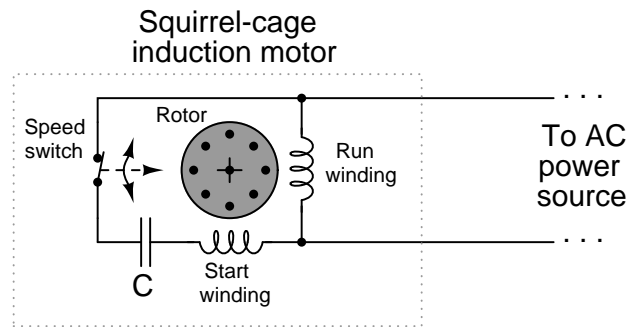 Squirrel-cage
induction motor
Speed
switch
Rotor
Run
winding
C
Start
winding
. . .
To AC
power
source
. . .